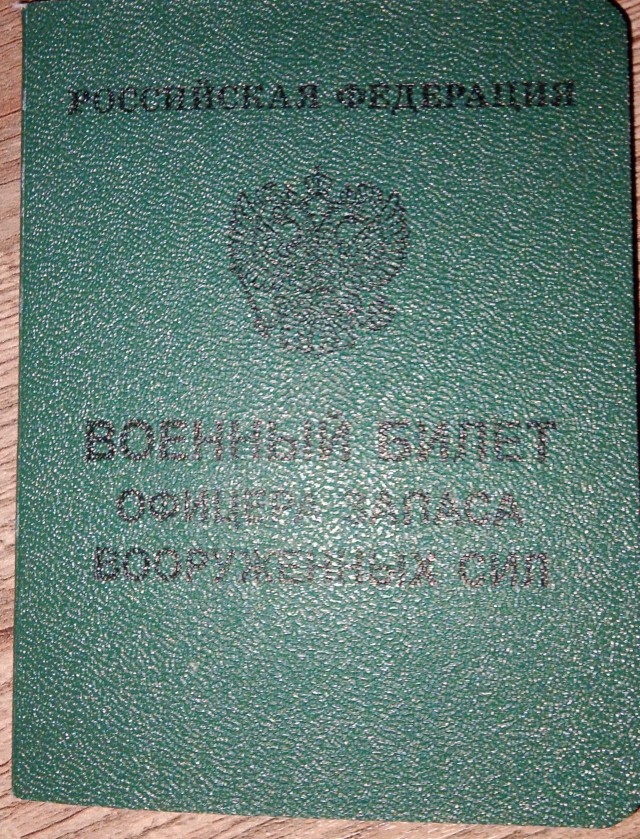 РОССИЙСКАЯ ФЕДЕРАЦИЯ
ВОЕННЫЙ БИЛЕТ
ОФИЦЕРА ЗАПАСА
ВООРУЖЕННЫХ СИЛ